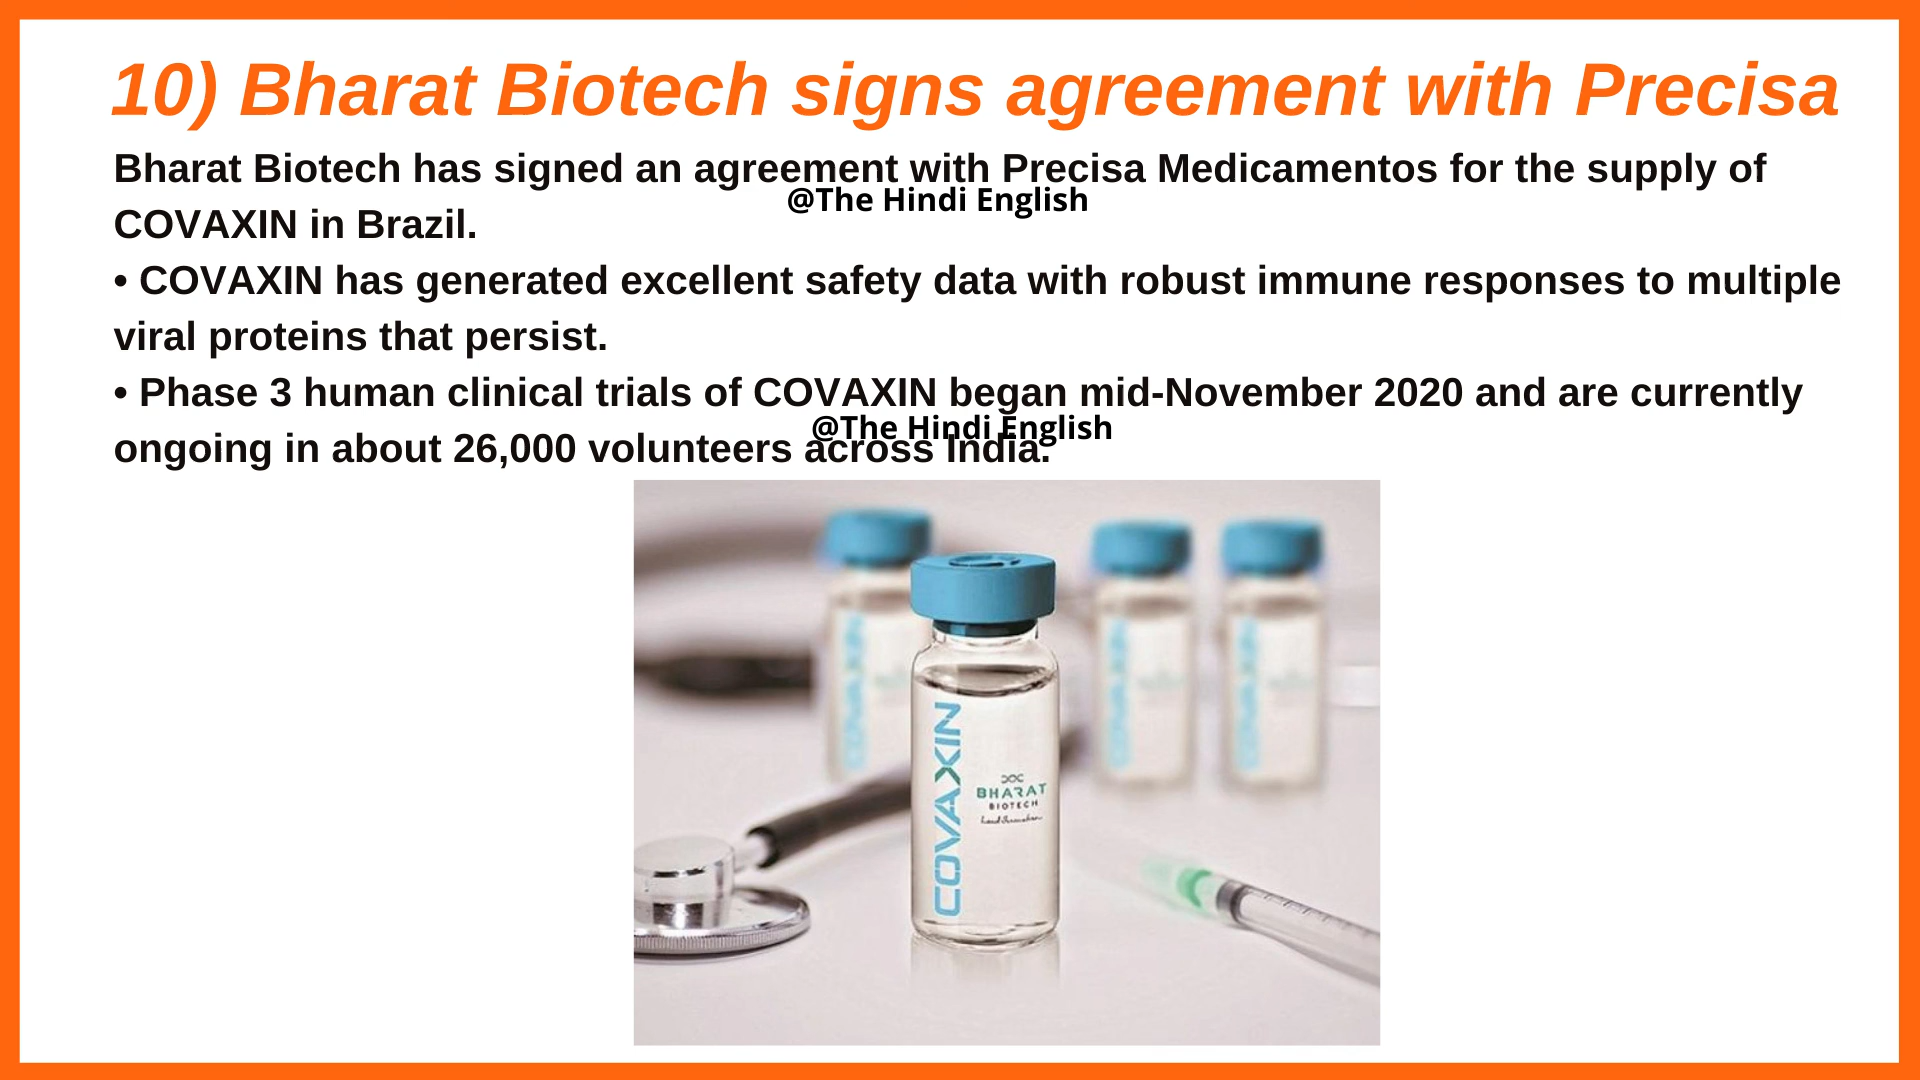 10) Bharat Biotech signs agreement with Precisa
Bharat Biotech has signed an agreement with Precisa Medicamentos for the supply of
@The Hindi English
COVAXIN in Brazil.
• COVAXIN has generated excellent safety data with robust immune responses to multiple
viral proteins that persist.
• Phase 3 human clinical trials of COVAXIN began mid-November 2020 and are currently
@The Hindi English
ongoing in about 26,000 volunteers across India.
COVAXIN
BHARAT
BIOTECH
COVAXIN
COVAXIN
COVAXIN